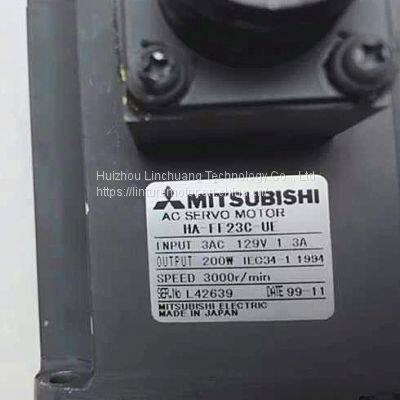 Huizhou Linchuang Technology Co., Ltd.
MITSUBISHI
AC SERVO MOTOR
HA-FF23C-UE
INPUT 3AC 129V 1.3A
OUTPUT 200W IEC34-1 1994
SPEED 3000r/min
SER.No L42639 DATE 99-11
MITSUBISHI ELECTRIC
MADE IN JAPAN